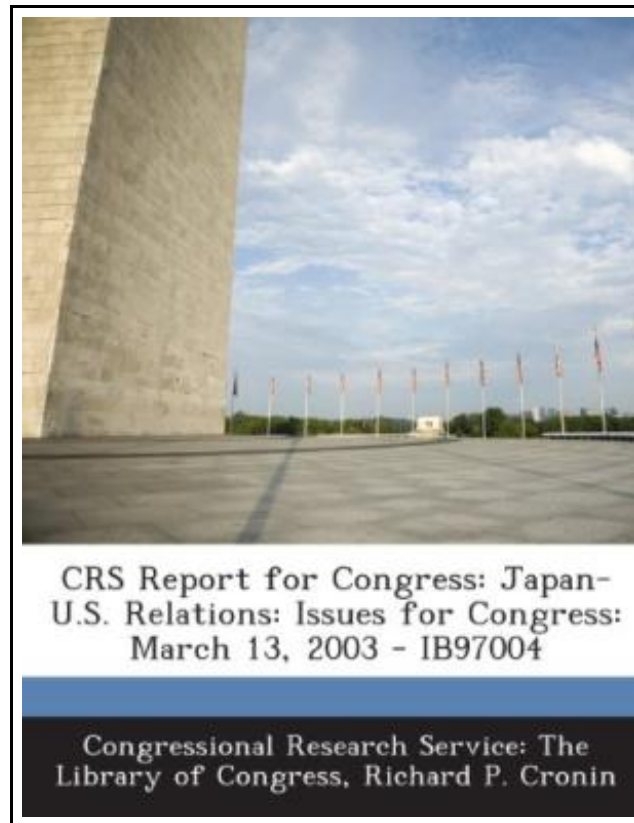 CRS Report for Congress: Japan-
U.S. Relations: Issues for Congress:
March 13, 2003 - IB97004
Congressional Research Service: The
Library of Congress, Richard P. Cronin